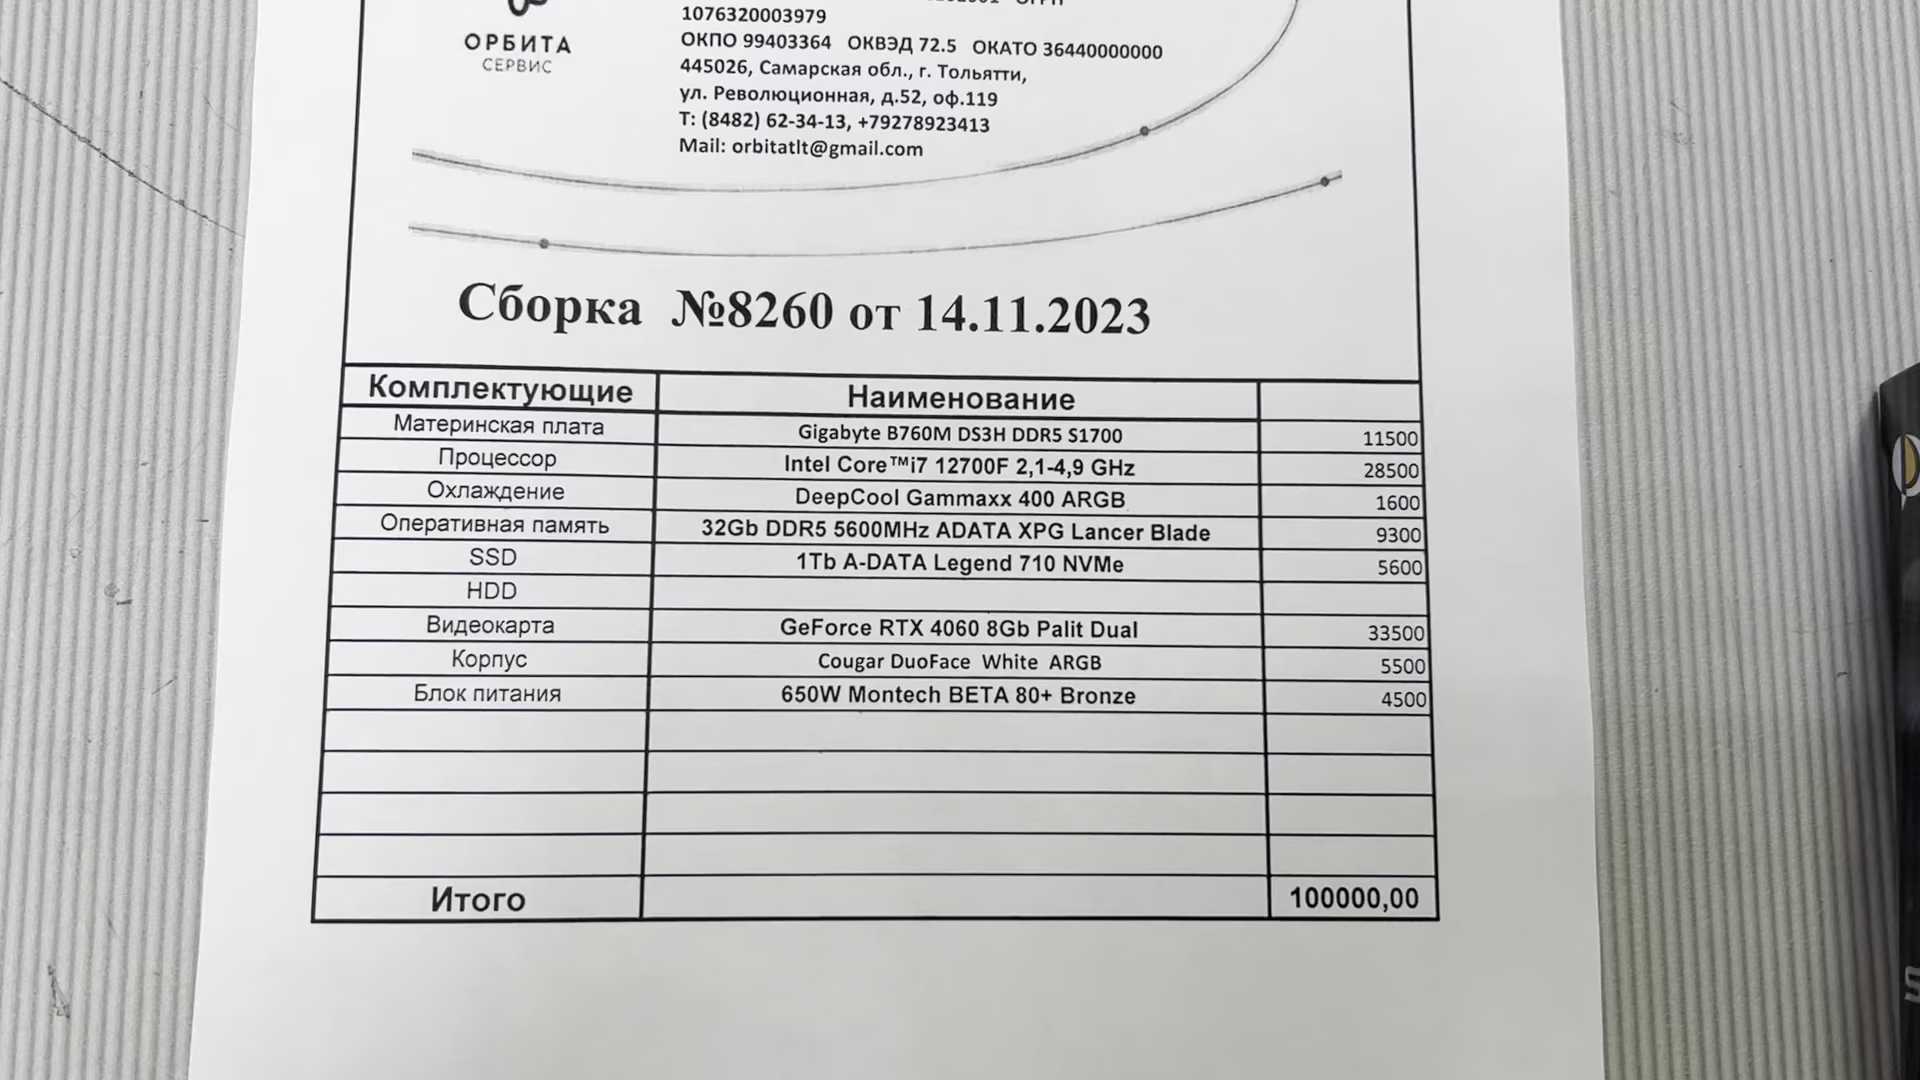 ОРБИТА
СЕРВИС
1076320003979
ОКПО 99403364 ОКВЭД 72.5 ОКАТО 36440000000
445026, Самарская обл., г. Тольятти,
ул. Революционная, д.52, оф.119
Т: (8482) 62-34-13, +79278923413
Mail: orbitatlt@gmail.com
Сборка №8260 от 14.11.2023
Комплектующие Наименование
Материнская плата Gigabyte B760M DS3H DDR5 S1700 11500
Процессор Intel Core™i7 12700F 2,1-4,9 GHz 28500
Охлаждение DeepCool Gammaxx 400 ARGB 1600
Оперативная память 32Gb DDR5 5600MHz ADATA XPG Lancer Blade 9300
SSD 1Tb A-DATA Legend 710 NVMe 5600
HDD
Видеокарта GeForce RTX 4060 8Gb Palit Dual 33500
Корпус Cougar DuoFace White ARGB 5500
Блок питания 650W Montech BETA 80+ Bronze 4500
Итого 100000,00